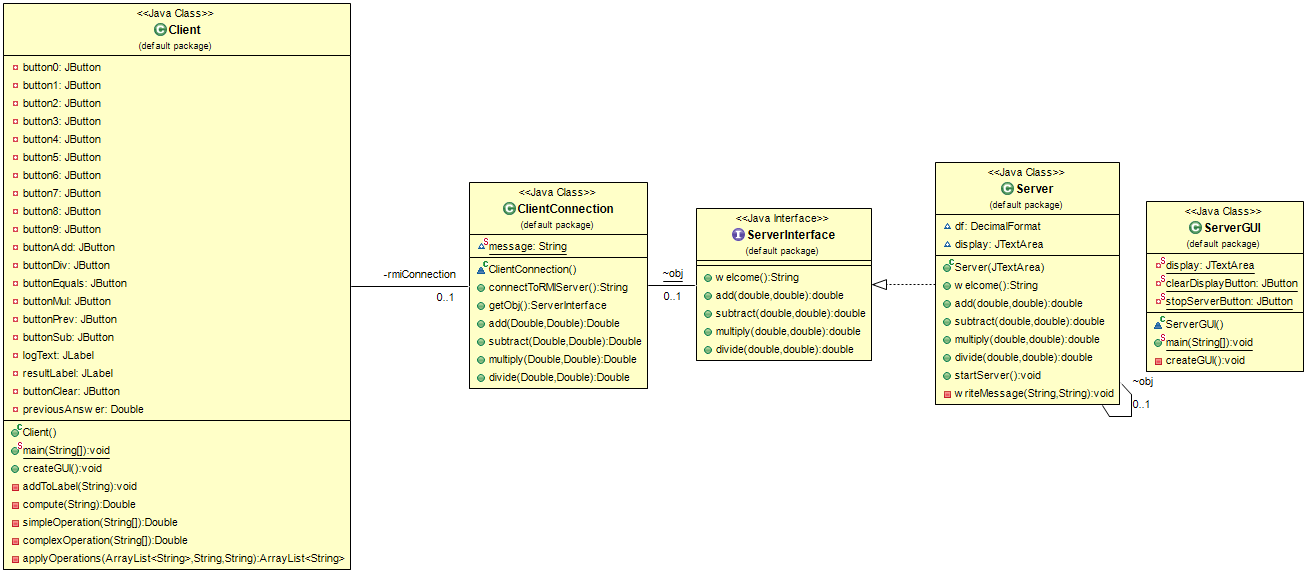 <<Java Class>>
Client
(default package)
button0: JButton
button1: JButton
button2: JButton
button3: JButton
button4: JButton
button5: JButton
button6: JButton
button7: JButton
button8: JButton
button9: JButton
buttonAdd: JButton
buttonDiv: JButton
buttonEquals: JButton
buttonMul: JButton
buttonPrev: JButton
buttonSub: JButton
logText: JLabel
resultLabel: JLabel
buttonClear: JButton
previousAnswer: Double
Client()
main(String[]):void
createGUI():void
addToLabel(String):void
compute(String):Double
simpleOperation(String[]):Double
complexOperation(String[]):Double
applyOperations(ArrayList<String>,String,String):ArrayList<String>
-rmiConnection
0..1
<<Java Class>>
ClientConnection
(default package)
message: String
ClientConnection()
connectToRMIServer():String
getObj():ServerInterface
add(Double,Double):Double
subtract(Double,Double):Double
multiply(Double,Double):Double
divide(Double,Double):Double
~obj
0..1
<<Java Interface>>
ServerInterface
(default package)
welcome():String
add(double,double):double
subtract(double,double):double
multiply(double,double):double
divide(double,double):double
<<Java Class>>
Server
(default package)
df: DecimalFormat
display: JTextArea
Server(JTextArea)
welcome():String
add(double,double):double
subtract(double,double):double
multiply(double,double):double
divide(double,double):double
startServer():void
writeMessage(String,String):void
~obj
0..1
<<Java Class>>
ServerGUI
(default package)
display: JTextArea
clearDisplayButton: JButton
stopServerButton: JButton
ServerGUI()
main(String[]):void
createGUI():void